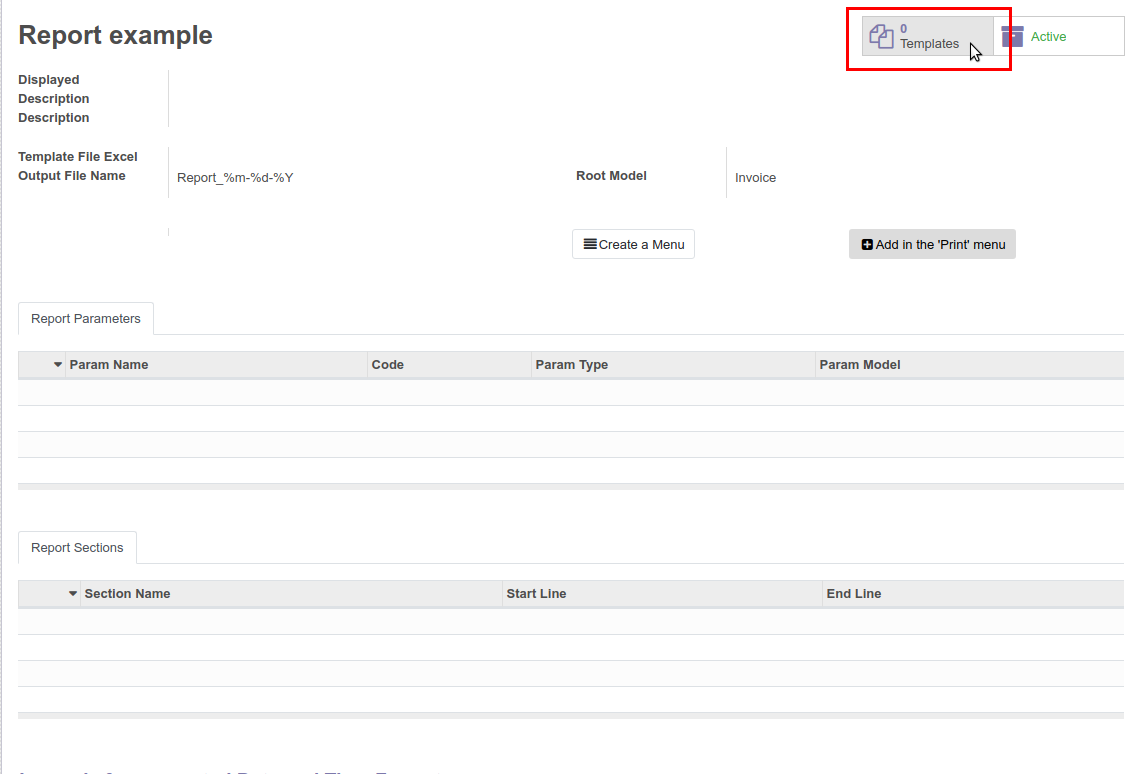 Report example
0
Templates
Active
Displayed
Description
Description
Template File Excel
Output File Name
Report_%m-%d-%Y
Root Model
Invoice
Create a Menu
Add in the 'Print' menu
Report Parameters
Param Name Code Param Type Param Model
Report Sections
Section Name Start Line End Line